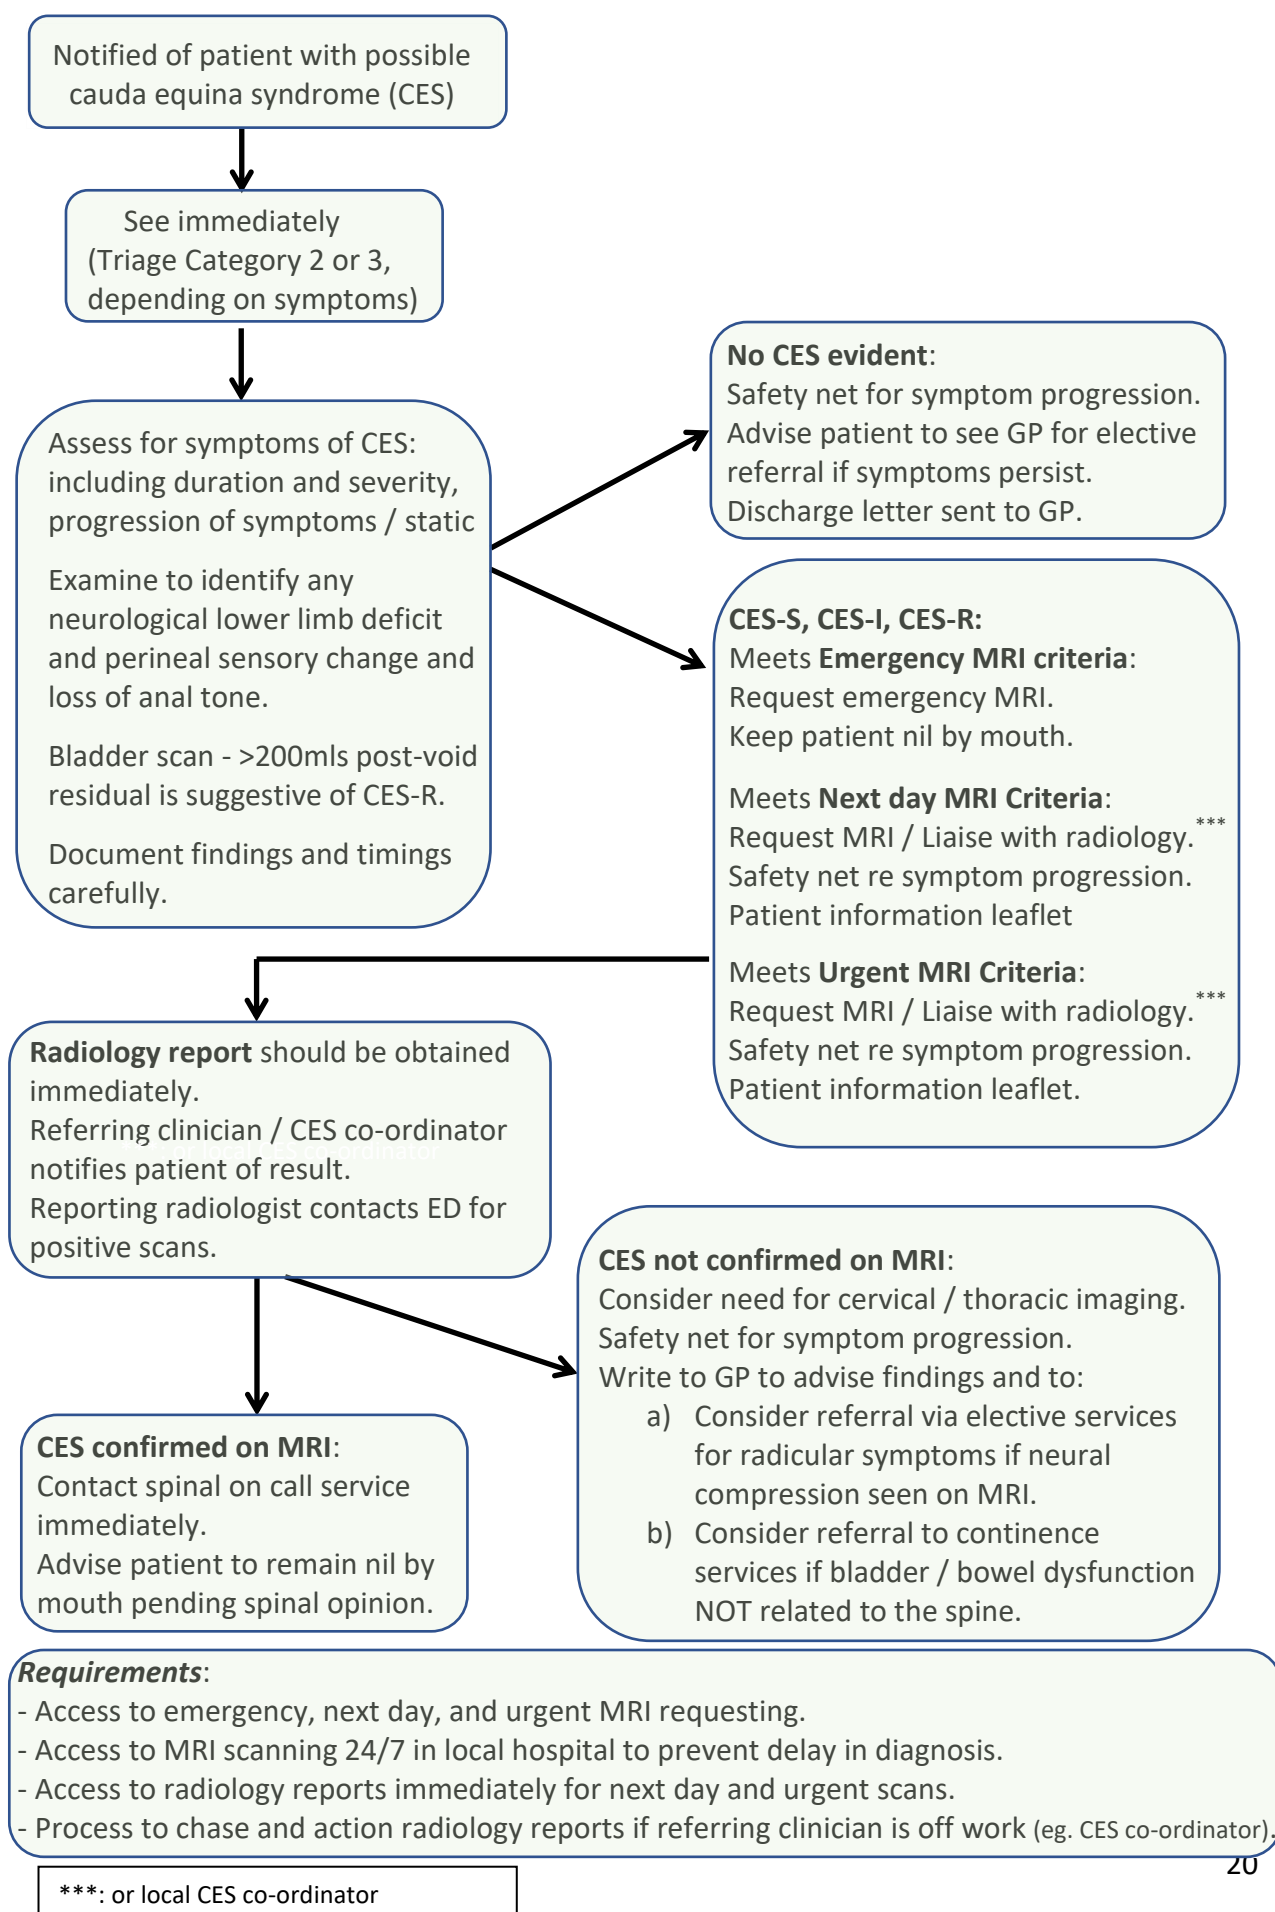 Notified of patient with possible
cauda equina syndrome (CES)
See immediately
(Triage Category 2 or 3,
depending on symptoms)
Assess for symptoms of CES:
including duration and severity,
progression of symptoms / static
Examine to identify any
neurological lower limb deficit
and perineal sensory change and
loss of anal tone.
Bladder scan - >200mls post-void
residual is suggestive of CES-R.
Document findings and timings
carefully.
No CES evident:
Safety net for symptom progression.
Advise patient to see GP for elective
referral if symptoms persist.
Discharge letter sent to GP.
CES-S, CES-I, CES-R:
Meets Emergency MRI criteria:
Request emergency MRI.
Keep patient nil by mouth.
Meets Next day MRI Criteria:
Request MRI / Liaise with radiology.***
Safety net re symptom progression.
Patient information leaflet
Meets Urgent MRI Criteria:
Request MRI / Liaise with radiology.***
Safety net re symptom progression.
Patient information leaflet.
Radiology report should be obtained
immediately.
Referring clinician / CES co-ordinator
or local CES co-ordinator
notifies patient of result.
Reporting radiologist contacts ED for
positive scans.
CES confirmed on MRI:
Contact spinal on call service
immediately.
Advise patient to remain nil by
mouth pending spinal opinion.
CES not confirmed on MRI:
Consider need for cervical / thoracic imaging.
Safety net for symptom progression.
Write to GP to advise findings and to:
a) Consider referral via elective services
for radicular symptoms if neural
compression seen on MRI.
b) Consider referral to continence
services if bladder / bowel dysfunction
NOT related to the spine.
Requirements:
- Access to emergency, next day, and urgent MRI requesting.
- Access to MRI scanning 24/7 in local hospital to prevent delay in diagnosis.
- Access to radiology reports immediately for next day and urgent scans.
- Process to chase and action radiology reports if referring clinician is off work (eg. CES co-ordinator).
20
***: or local CES co-ordinator